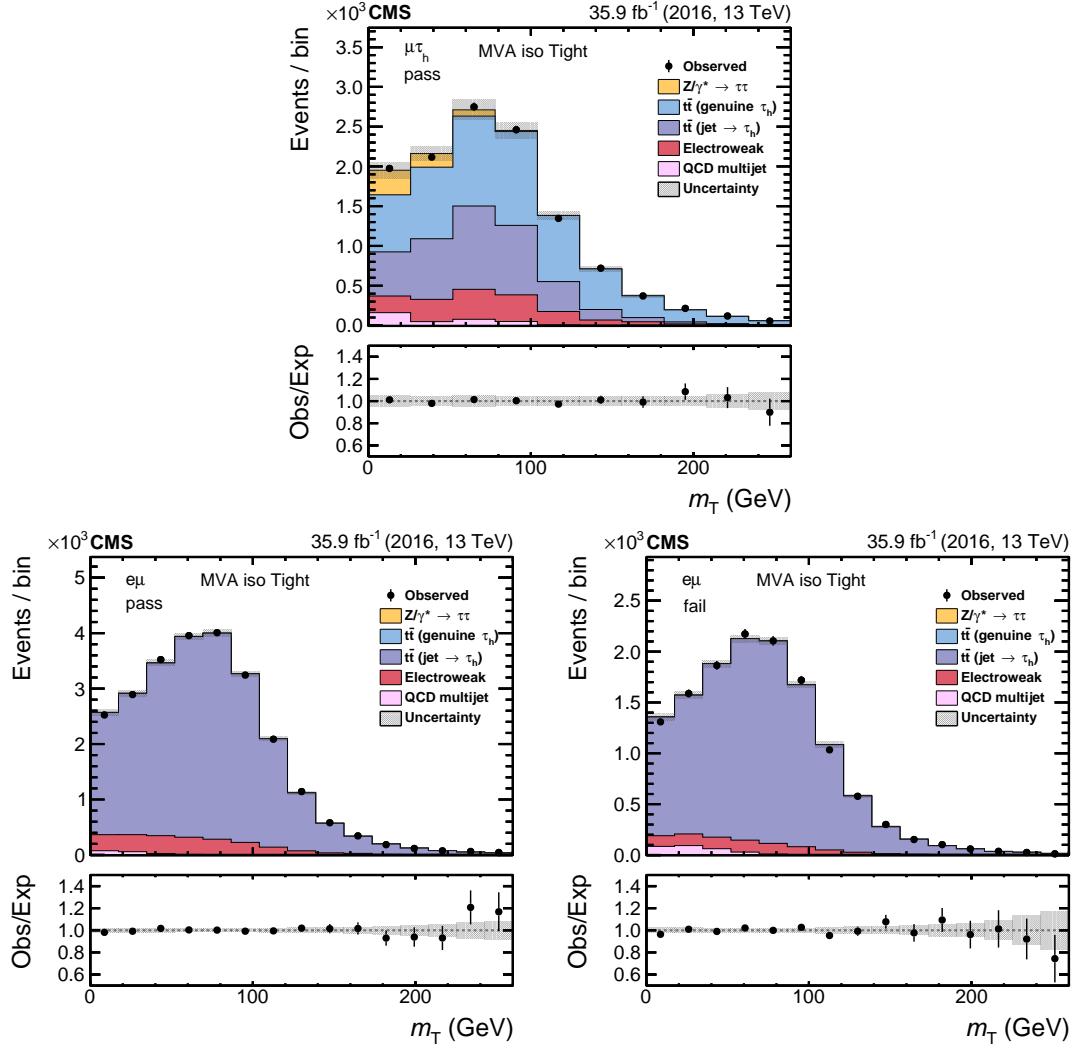 ×10³ CMS 35.9 fb⁻¹ (2016, 13 TeV)
μτₕ MVA iso Tight
pass
Observed
Z/γ* → ττ
tt̄ (genuine τₕ)
tt̄ (jet → τₕ)
Electroweak
QCD multijet
Uncertainty
Events / bin
3.5
3.0
2.5
2.0
1.5
1.0
0.5
0.0
Obs/Exp
1.4
1.2
1.0
0.8
0.6
0 100 200
m_T (GeV)
×10³ CMS 35.9 fb⁻¹ (2016, 13 TeV)
eμ MVA iso Tight
pass
Observed
Z/γ* → ττ
tt̄ (genuine τₕ)
tt̄ (jet → τₕ)
Electroweak
QCD multijet
Uncertainty
Events / bin
5
4
3
2
1
0
Obs/Exp
1.4
1.2
1.0
0.8
0.6
0 100 200
m_T (GeV)
×10³ CMS 35.9 fb⁻¹ (2016, 13 TeV)
eμ MVA iso Tight
fail
Observed
Z/γ* → ττ
tt̄ (genuine τₕ)
tt̄ (jet → τₕ)
Electroweak
QCD multijet
Uncertainty
Events / bin
2.5
2.0
1.5
1.0
0.5
0.0
Obs/Exp
1.4
1.2
1.0
0.8
0.6
0 100 200
m_T (GeV)